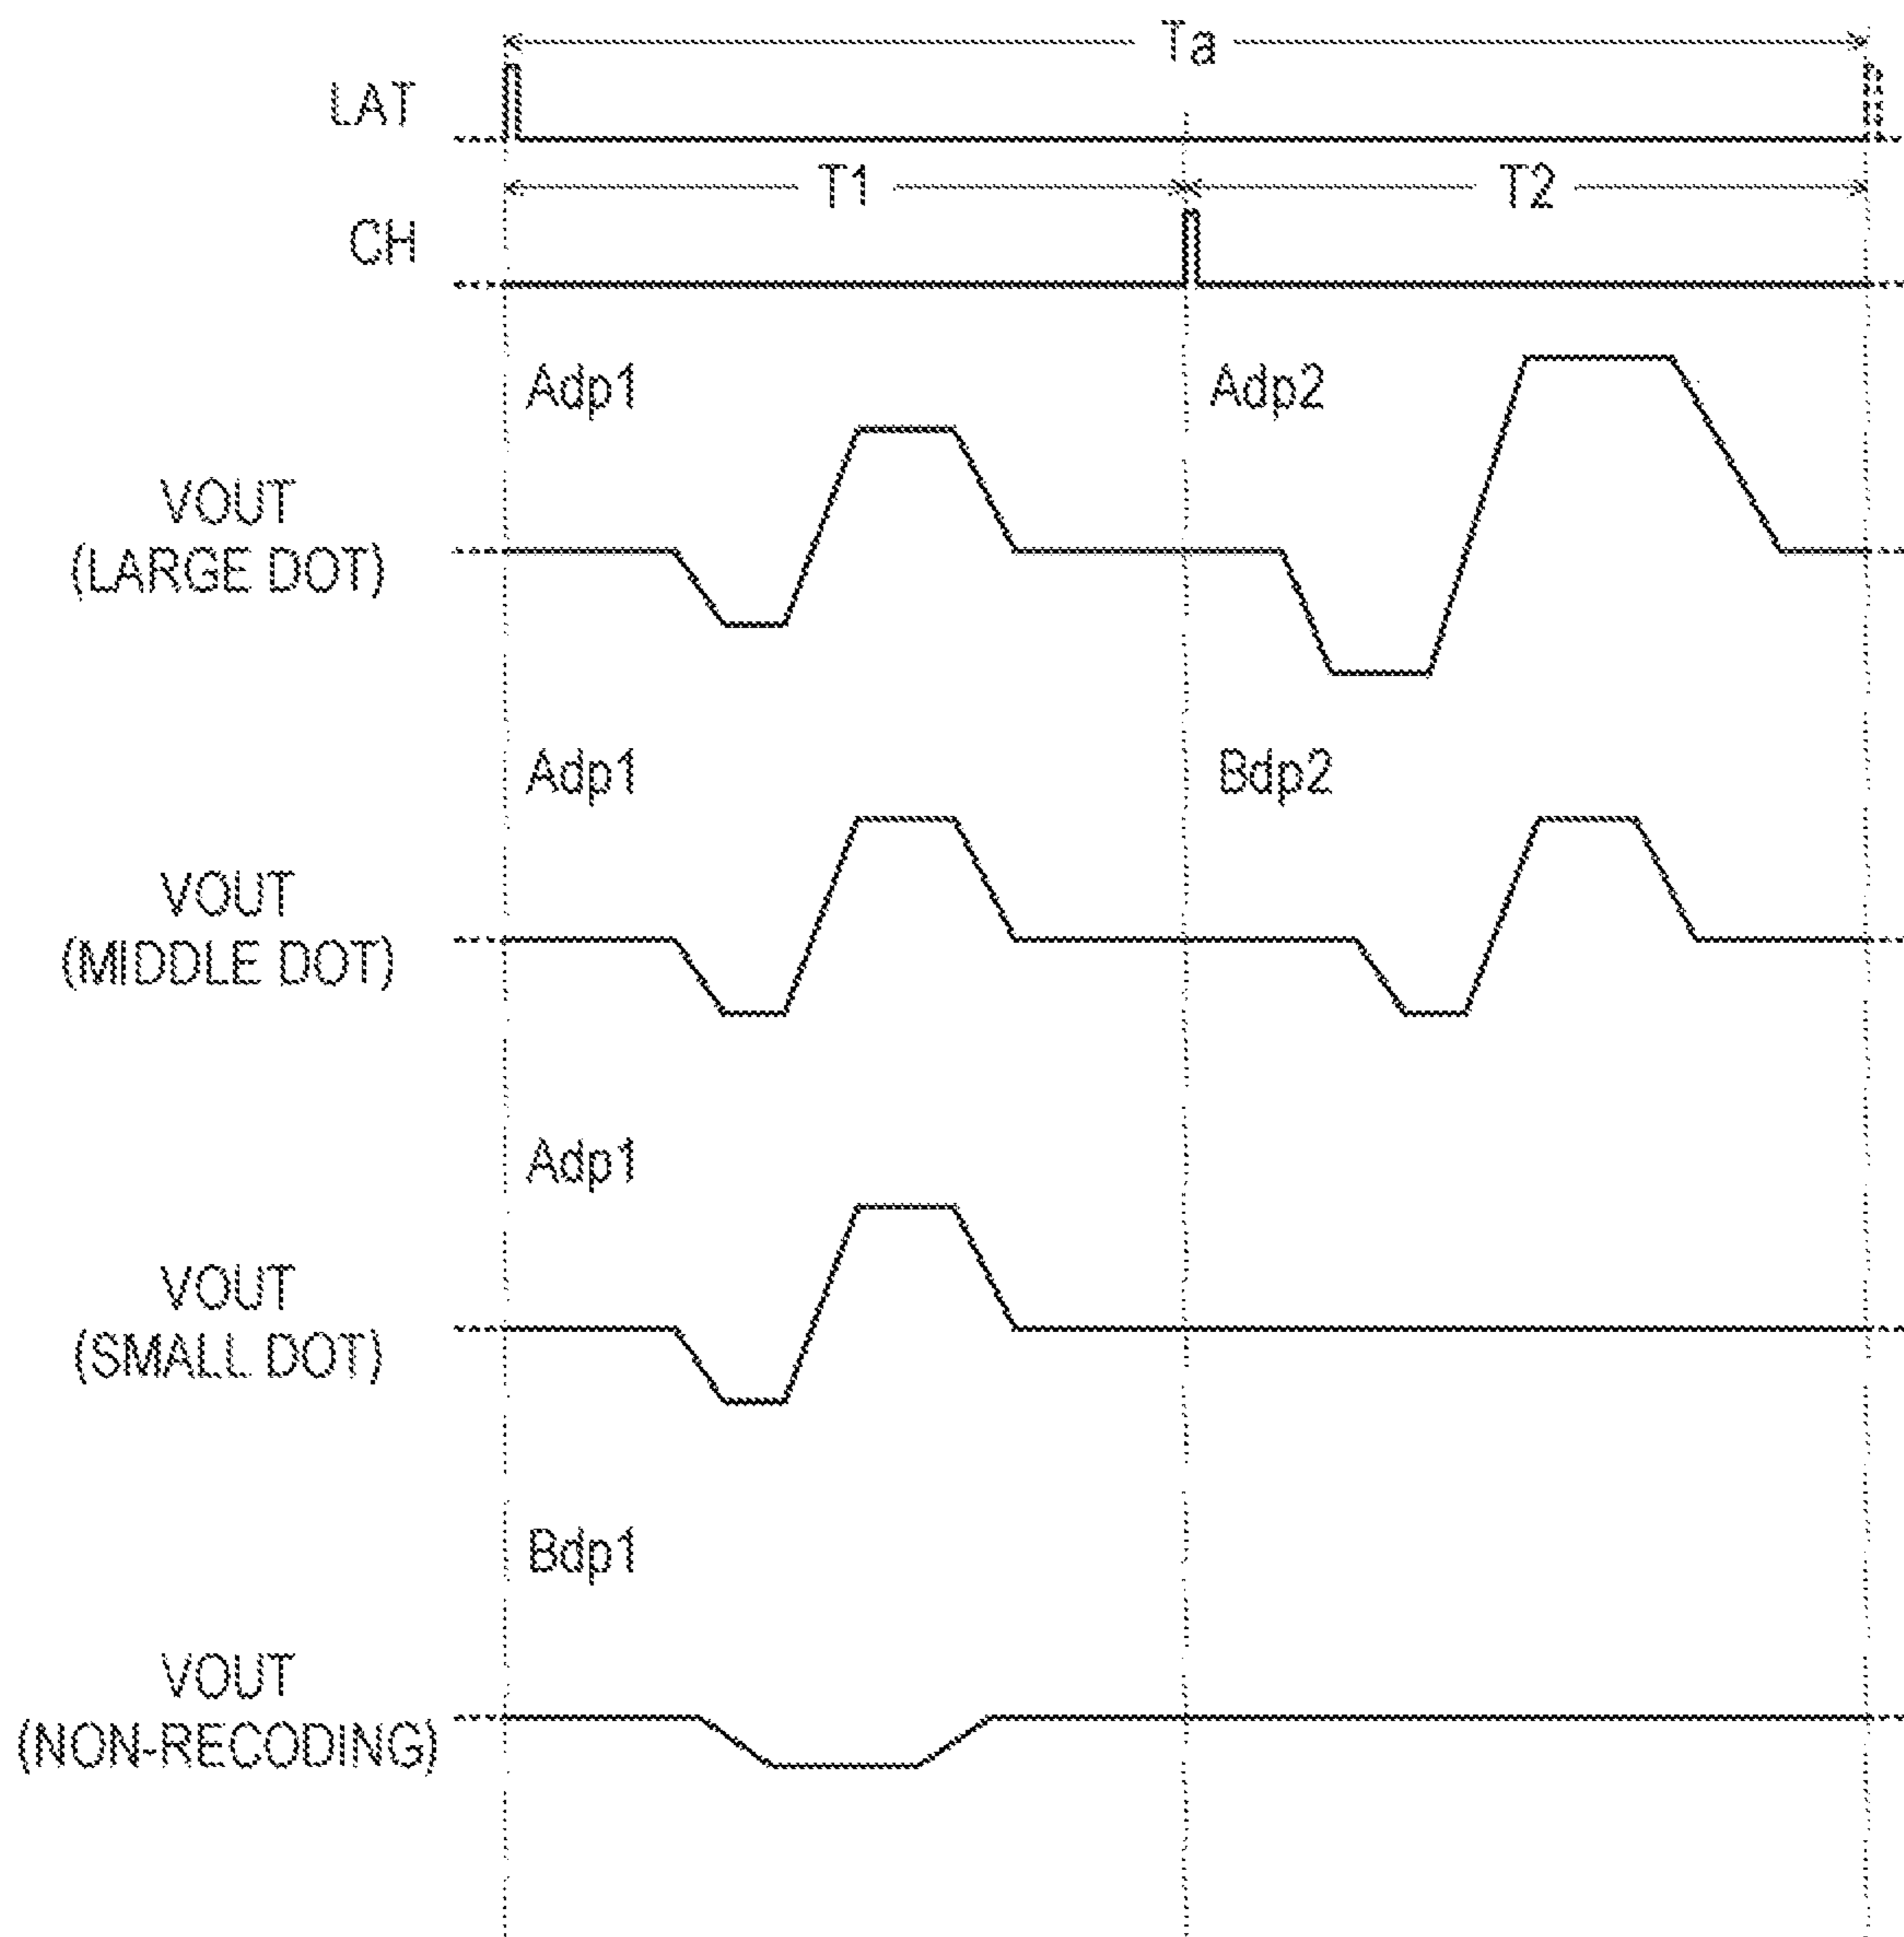 Ta
LAT
T1 T2
CH
Adp1 Adp2
VOUT
(LARGE DOT)
Adp1 Bdp2
VOUT
(MIDDLE DOT)
Adp1
VOUT
(SMALL DOT)
Bdp1
VOUT
(NON-RECODING)